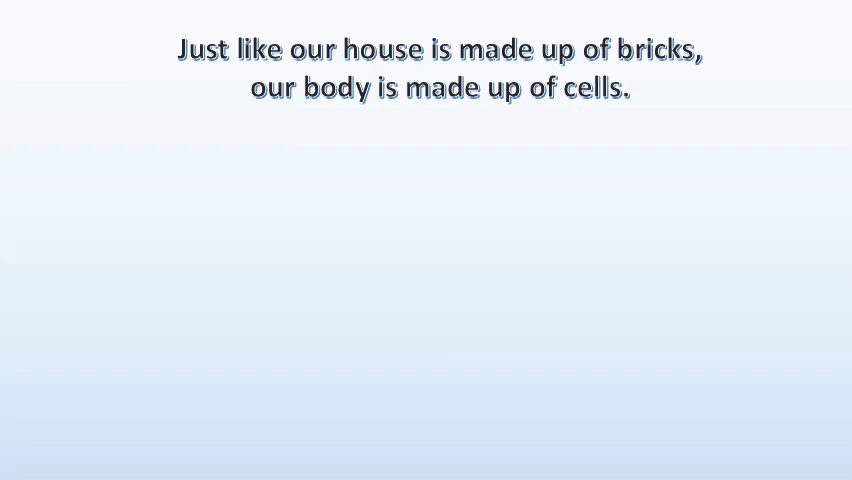 Just like our house is made up of bricks,
our body is made up of cells.